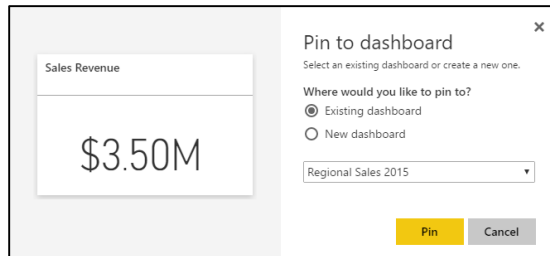 Sales Revenue
$3.50M
Pin to dashboard
Select an existing dashboard or create a new one.
Where would you like to pin to?
Existing dashboard
New dashboard
Regional Sales 2015
Pin Cancel